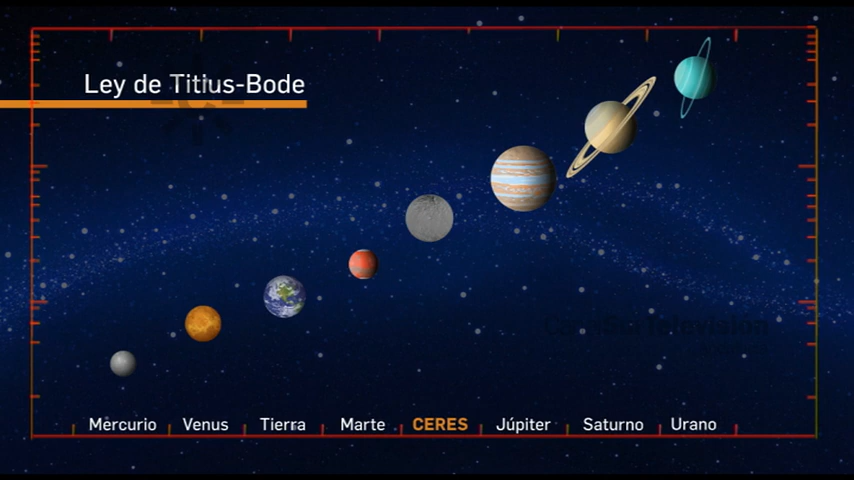 Ley de Titius-Bode
Mercurio Venus Tierra Marte CERES Júpiter Saturno Urano